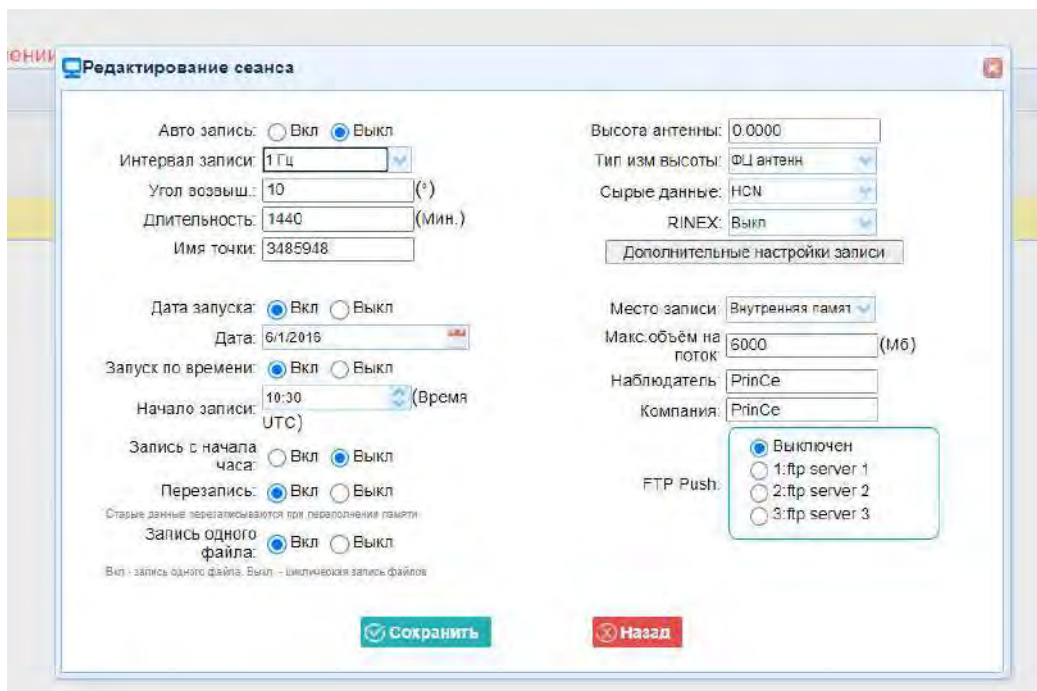 ении
Редактирование сеанса
Авто запись: Вкл Выкл
Интервал записи: 1 Гц
Угол возвыш.: 10 (°)
Длительность: 1440 (Мин.)
Имя точки: 3485948
Дата запуска: Вкл Выкл
Дата: 6/1/2016
Запуск по времени: Вкл Выкл
Начало записи: 10:30 (Время
UTC)
Запись с начала
часа: Вкл Выкл
Перезапись: Вкл Выкл
Старые данные перезаписываются при переполнении памяти
Запись одного
файла: Вкл Выкл
Вкл - запись одного файла. Выкл. - циклическая запись файлов
Высота антенны: 0.0000
Тип изм высоты: ФЦ антенн
Сырые данные: HCN
RINEX: Выкл
Дополнительные настройки записи
Место записи: Внутренняя памят
Макс.объём на
поток: 6000 (Мб)
Наблюдатель: PrinCe
Компания: PrinCe
FTP Push:
Выключен
1:ftp server 1
2:ftp server 2
3:ftp server 3
Сохранить
Назад